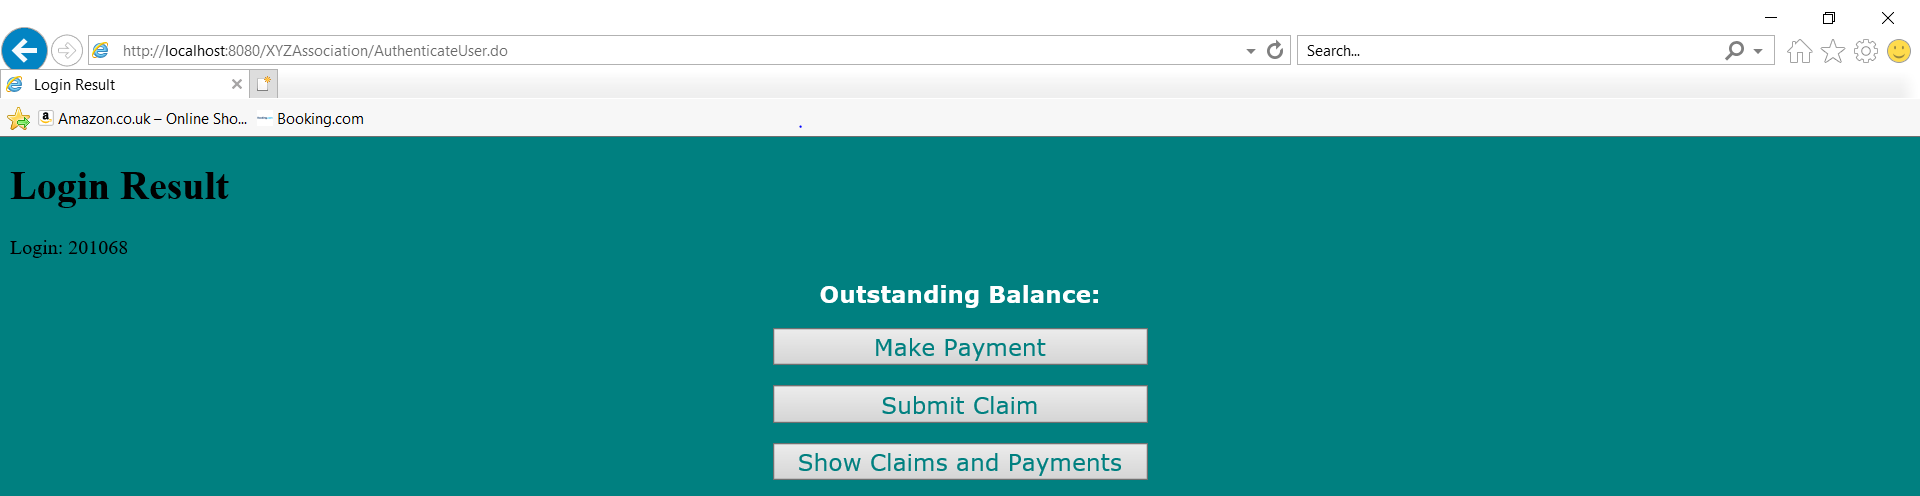 http://localhost:8080/XYZAssociation/AuthenticateUser.do
Search...
Login Result
Amazon.co.uk – Online Sho... Booking.com
Login Result
Login: 201068
Outstanding Balance:
Make Payment
Submit Claim
Show Claims and Payments